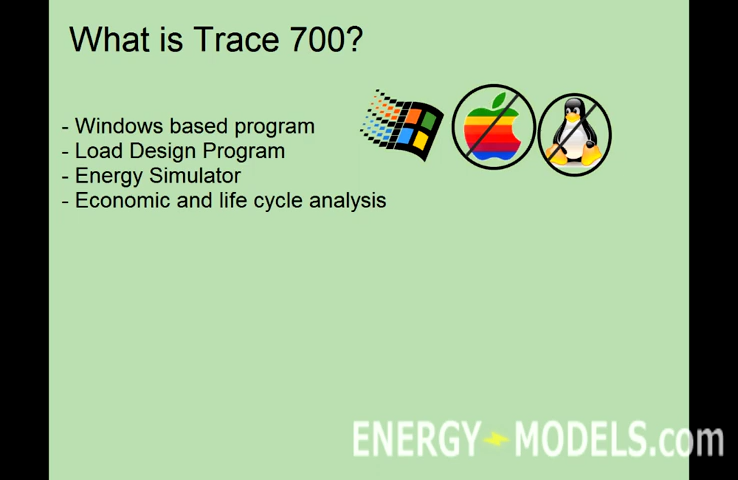 What is Trace 700?
- Windows based program
- Load Design Program
- Energy Simulator
- Economic and life cycle analysis
ENERGY-MODELS.com